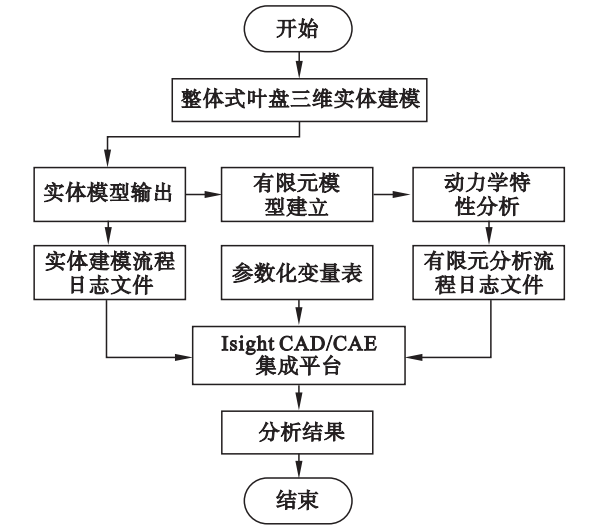 开始
整体式叶盘三维实体建模
实体模型输出
有限元模
型建立
动力学特
性分析
实体建模流程
日志文件
参数化变量表
有限元分析流
程日志文件
Isight CAD/CAE
集成平台
分析结果
结束